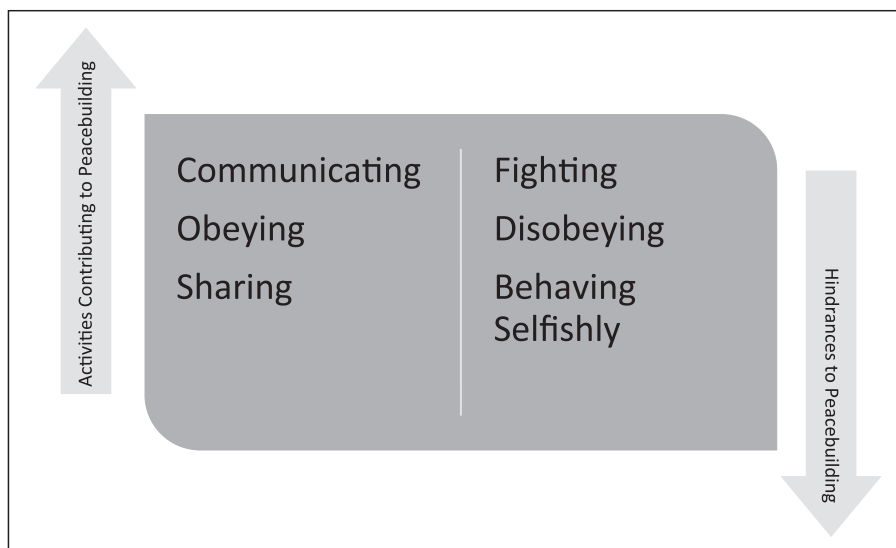 Activities Contributing to Peacebuilding
Communicating
Obeying
Sharing
Fighting
Disobeying
Behaving
Selfishly
Hindrances to Peacebuilding